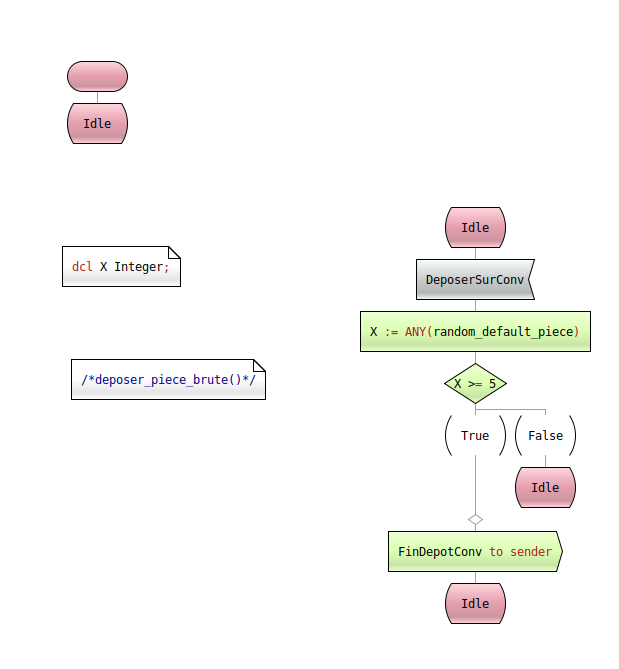 Idle
dcl X Integer;
/*deposer_piece_brute()*/
Idle
DeposerSurConv
X := ANY(random_default_piece)
X >= 5
True
False
Idle
FinDepotConv to sender
Idle